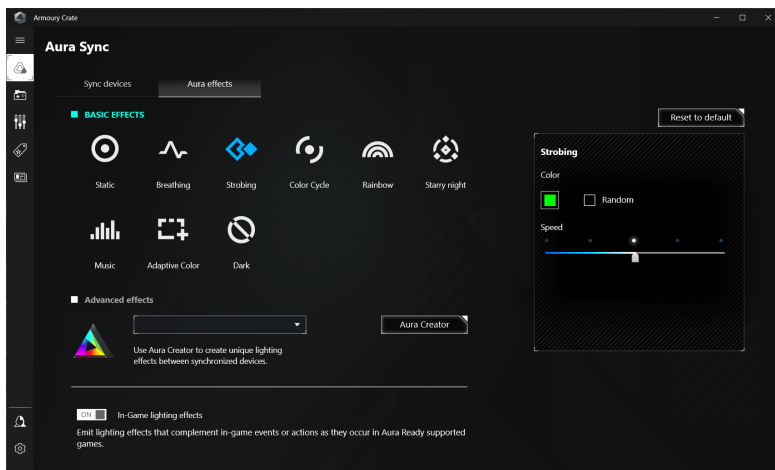 Armoury Crate
Aura Sync
Sync devices
Aura effects
BASIC EFFECTS
Reset to default
Static
Breathing
Strobing
Color Cycle
Rainbow
Starry night
Music
Adaptive Color
Dark
Strobing
Color
Random
Speed
Advanced effects
Aura Creator
Use Aura Creator to create unique lighting
effects between synchronized devices.
ON
In-Game lighting effects
Emit lighting effects that complement in-game events or actions as they occur in Aura Ready supported
games.